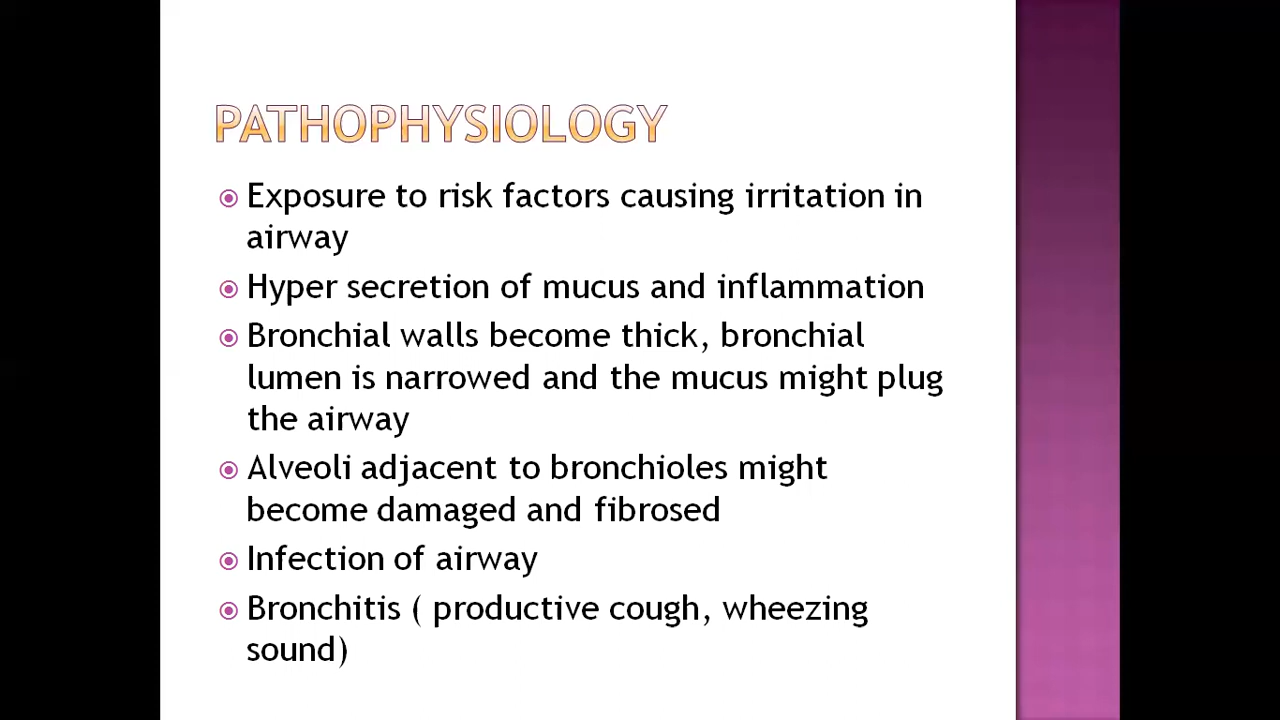 PATHOPHYSIOLOGY
Exposure to risk factors causing irritation in
airway
Hyper secretion of mucus and inflammation
Bronchial walls become thick, bronchial
lumen is narrowed and the mucus might plug
the airway
Alveoli adjacent to bronchioles might
become damaged and fibrosed
Infection of airway
Bronchitis ( productive cough, wheezing
sound)